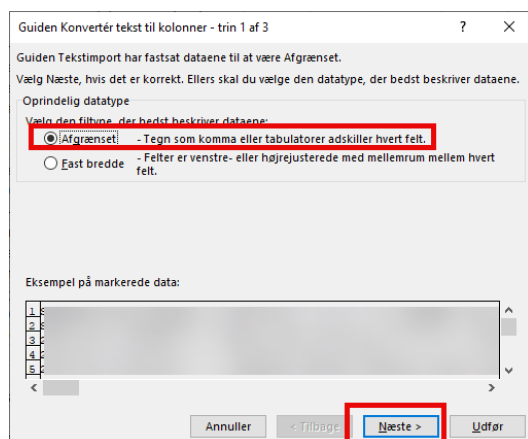 Guiden Konvertér tekst til kolonner - trin 1 af 3
Guiden Tekstimport har fastsat dataene til at være Afgrænset.
Vælg Næste, hvis det er korrekt. Ellers skal du vælge den datatype, der bedst beskriver dataene.
Oprindelig datatype
Vælg den filtype, der bedst beskriver dataene:
Afgrænset - Tegn som komma eller tabulatorer adskiller hvert felt.
Fast bredde - Felter er venstre- eller højrejusterede med mellemrum mellem hvert
felt.
Eksempel på markerede data:
1
2
3
4
5
Annuller < Tilbage Næste > Udfør